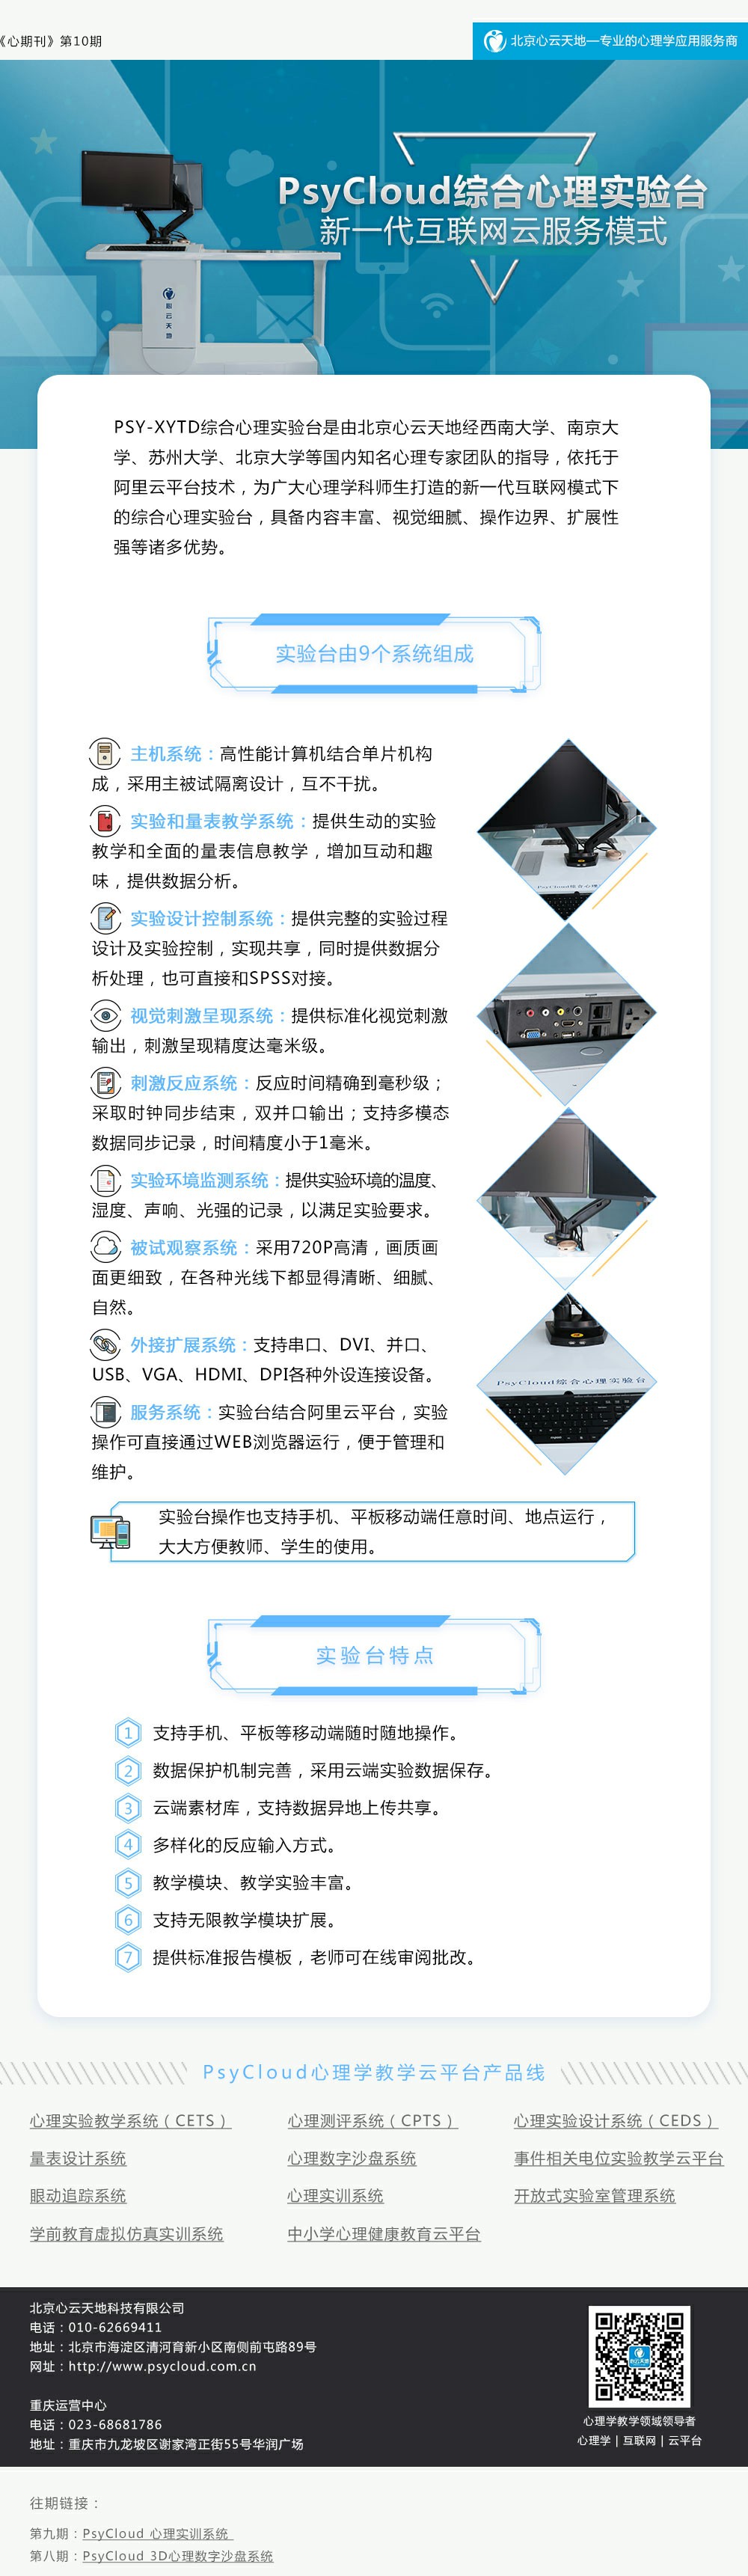 《心期刊》第10期
北京心云天地—专业的心理学应用服务商
PsyCloud综合心理实验台
新一代互联网云服务模式
心云天地
PSY-XYTD综合心理实验台是由北京心云天地经西南大学、南京大
学、苏州大学、北京大学等国内知名心理专家团队的指导，依托于
阿里云平台技术，为广大心理学科师生打造的新一代互联网模式下
的综合心理实验台，具备内容丰富、视觉细腻、操作边界、扩展性
强等诸多优势。
实验台由9个系统组成
主机系统：高性能计算机结合单片机构
成，采用主被试隔离设计，互不干扰。
实验和量表教学系统：提供生动的实验
教学和全面的量表信息教学，增加互动和趣
味，提供数据分析。
实验设计控制系统：提供完整的实验过程
设计及实验控制，实现共享，同时提供数据分
析处理，也可直接和SPSS对接。
视觉刺激呈现系统：提供标准化视觉刺激
输出，刺激呈现精度达毫米级。
刺激反应系统：反应时间精确到毫秒级；
采取时钟同步结束，双并口输出；支持多模态
数据同步记录，时间精度小于1毫米。
实验环境监测系统：提供实验环境的温度、
湿度、声响、光强的记录，以满足实验要求。
被试观察系统：采用720P高清，画质画
面更细致，在各种光线下都显得清晰、细腻、
自然。
外接扩展系统：支持串口、DVI、并口、
USB、VGA、HDMI、DPI各种外设连接设备。
服务系统：实验台结合阿里云平台，实验
操作可直接通过WEB浏览器运行，便于管理和
维护。
PsyCloud综合心理
PsyCloud综合心理实验台
实验台操作也支持手机、平板移动端任意时间、地点运行，
大大方便教师、学生的使用。
实验台特点
1 支持手机、平板等移动端随时随地操作。
2 数据保护机制完善，采用云端实验数据保存。
3 云端素材库，支持数据异地上传共享。
4 多样化的反应输入方式。
5 教学模块、教学实验丰富。
6 支持无限教学模块扩展。
7 提供标准报告模板，老师可在线审阅批改。
PsyCloud心理学教学云平台产品线
心理实验教学系统（CETS） 心理测评系统（CPTS） 心理实验设计系统（CEDS）
量表设计系统 心理数字沙盘系统 事件相关电位实验教学云平台
眼动追踪系统 心理实训系统 开放式实验室管理系统
学前教育虚拟仿真实训系统 中小学心理健康教育云平台
北京心云天地科技有限公司
电话：010-62669411
地址：北京市海淀区清河育新小区南侧前屯路89号
网址：http://www.psycloud.com.cn
重庆运营中心
电话：023-68681786
地址：重庆市九龙坡区谢家湾正街55号华润广场
心云天地
心理学教学领域领导者
心理学 | 互联网 | 云平台
往期链接：
第九期：PsyCloud 心理实训系统
第八期：PsyCloud 3D心理数字沙盘系统